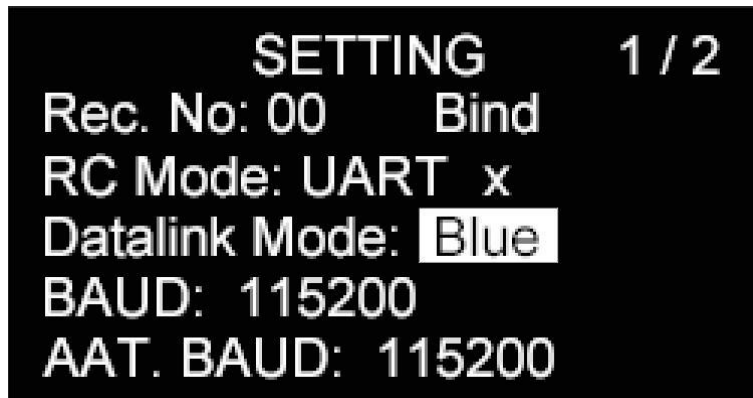 SETTING 1 / 2
Rec. No: 00 Bind
RC Mode: UART x
Datalink Mode: Blue
BAUD: 115200
AAT. BAUD: 115200